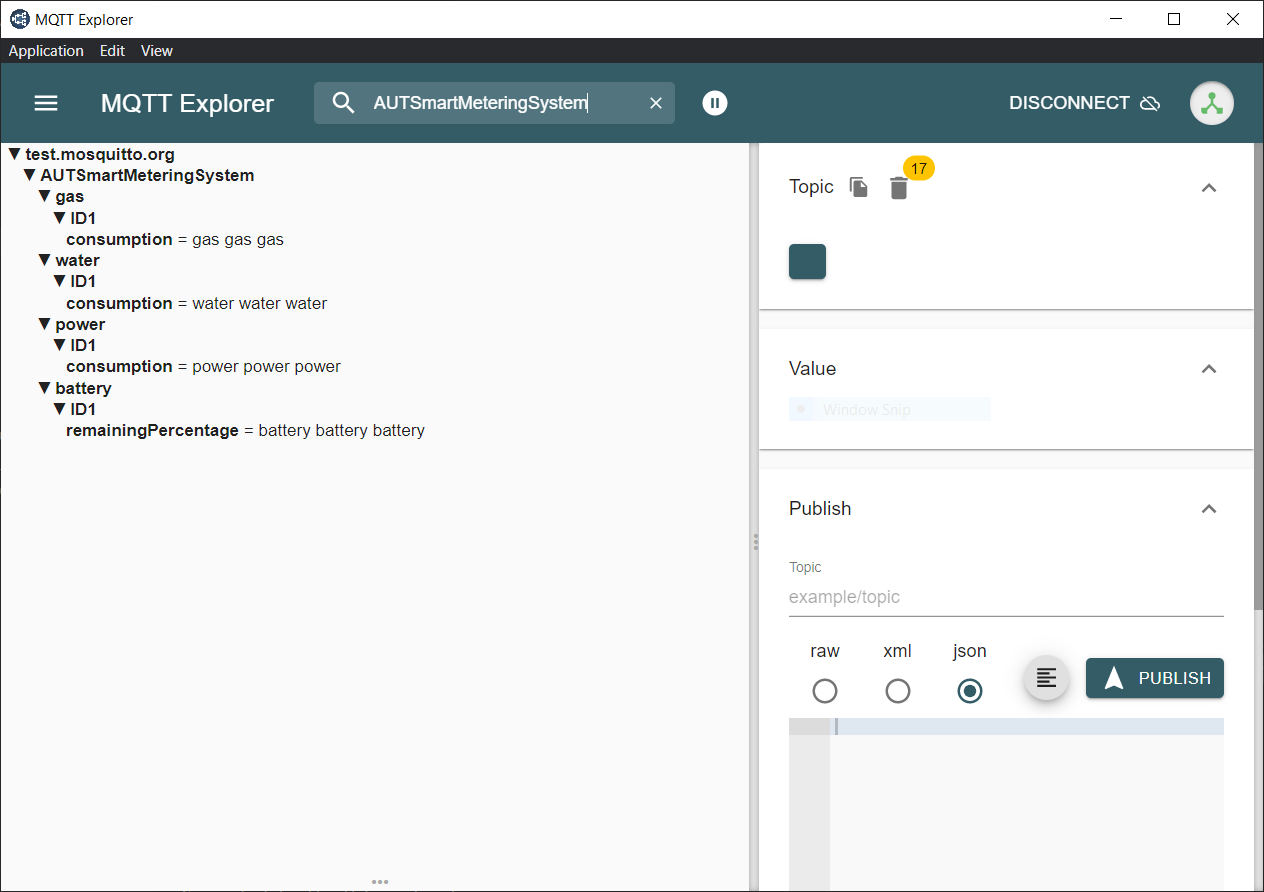 MQTT Explorer
Application Edit View
MQTT Explorer
AUTSmartMeteringSystem
DISCONNECT
▼ test.mosquitto.org
▼ AUTSmartMeteringSystem
▼ gas
▼ ID1
consumption = gas gas gas
▼ water
▼ ID1
consumption = water water water
▼ power
▼ ID1
consumption = power power power
▼ battery
▼ ID1
remainingPercentage = battery battery battery
Topic
17
Value
Window Snip
Publish
Topic
example/topic
raw xml json
PUBLISH